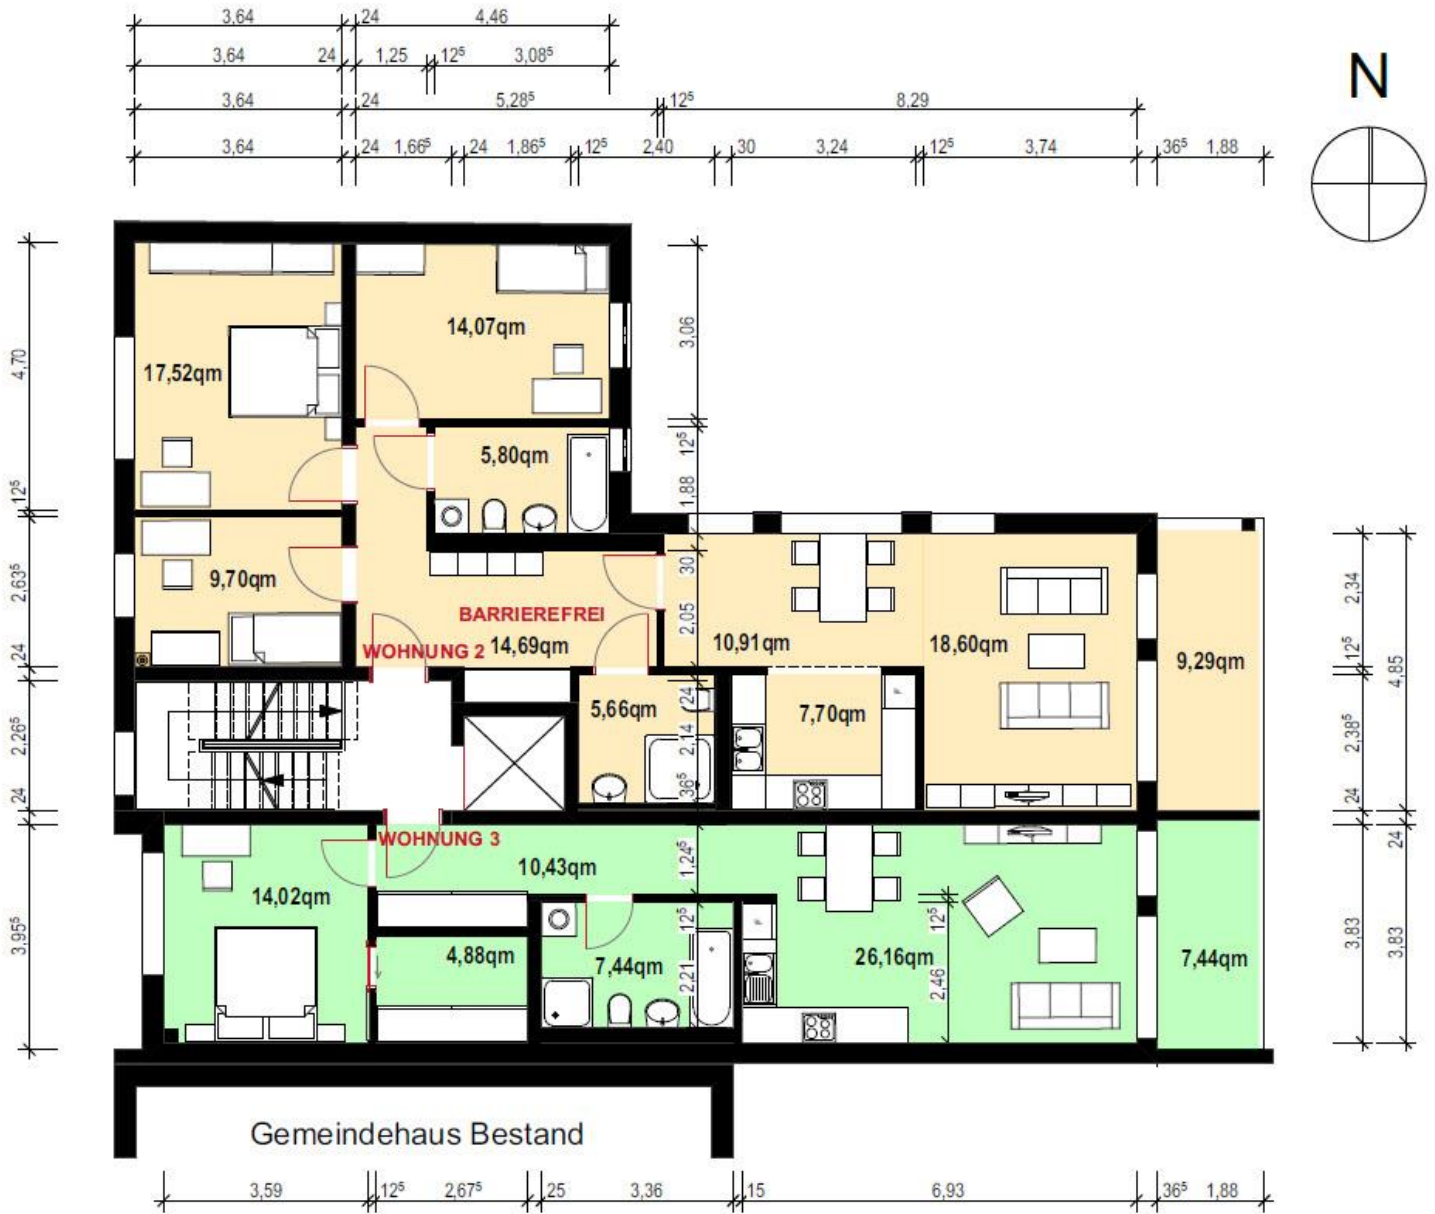 3,64 24 4,46
3,64 24 1,25 12⁵ 3,08⁵
3,64 24 5,28⁵ 12⁵ 8,29
3,64 24 1,66⁵ 24 1,86⁵ 12⁵ 2,40 30 3,24 12⁵ 3,74 36⁵ 1,88
N
4,70
12⁵
2,63⁵
24
2,26⁵
24
3,95⁵
17,52qm
14,07qm
5,80qm
9,70qm
BARRIEREFREI
WOHNUNG 2
14,69qm
10,91qm
18,60qm
9,29qm
5,66qm
7,70qm
3,06
12⁵
1,88
30
2,05
24
2,14
36⁵
1,24⁵
12⁵
2,21
2,34
12⁵
2,38⁵
24
3,83
4,85
24
3,83
WOHNUNG 3
10,43qm
14,02qm
4,88qm
7,44qm
12⁵
2,46
26,16qm
7,44qm
Gemeindehaus Bestand
3,59 12⁵ 2,67⁵ 25 3,36 15 6,93 36⁵ 1,88